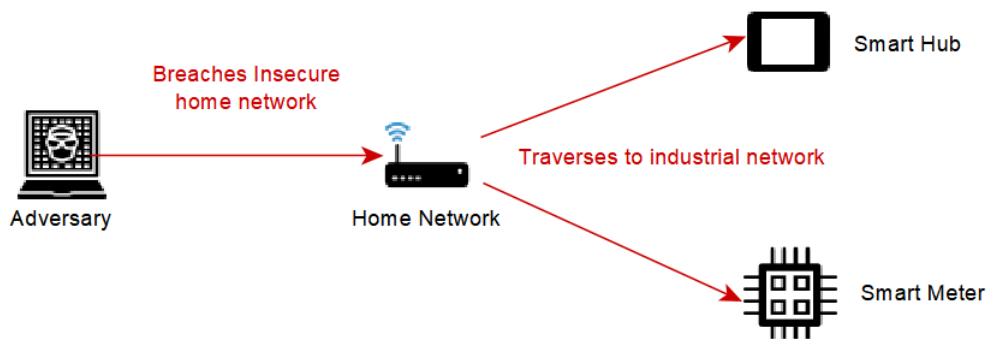 Smart Hub
Breaches Insecure
home network
Traverses to industrial network
Adversary
Home Network
Smart Meter